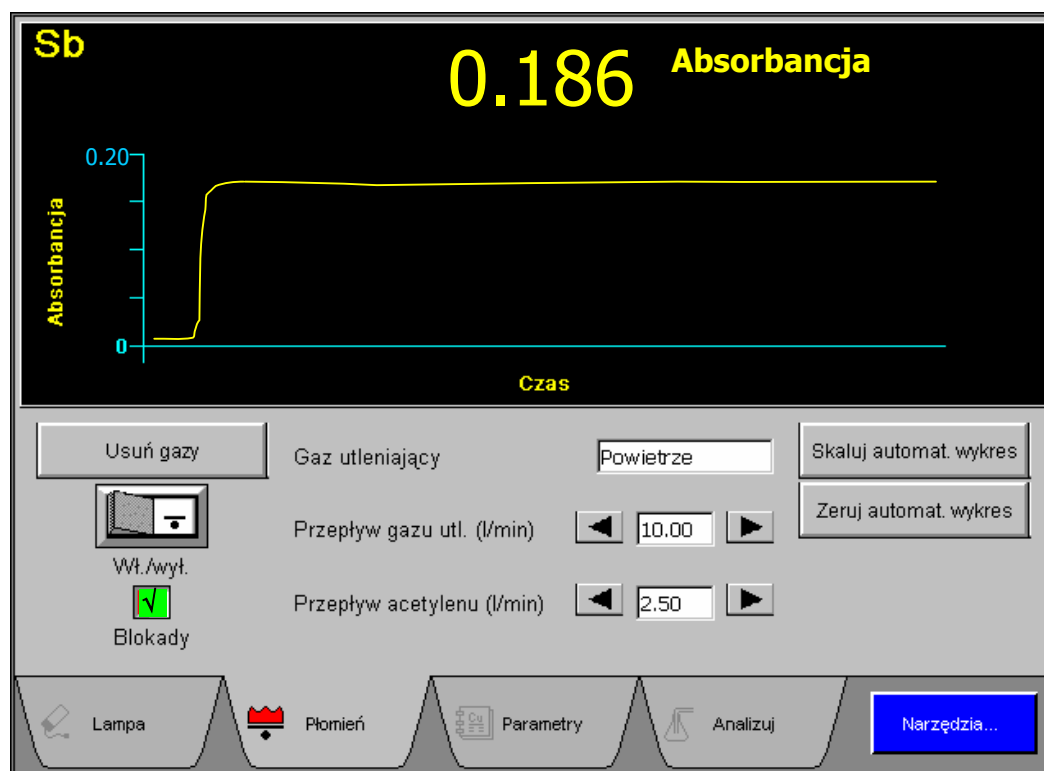 Sb
0.186 Absorbancja
0.20
Absorbancja
0
Czas
Usuń gazy
Gaz utleniający Powietrze
Skaluj automat. wykres
Zeruj automat. wykres
Przepływ gazu utl. (l/min) 10.00
Wł./wył.
Przepływ acetylenu (l/min) 2.50
√
Blokady
Lampa
Płomień
Cu
Parametry
Analizuj
Narzędzia...